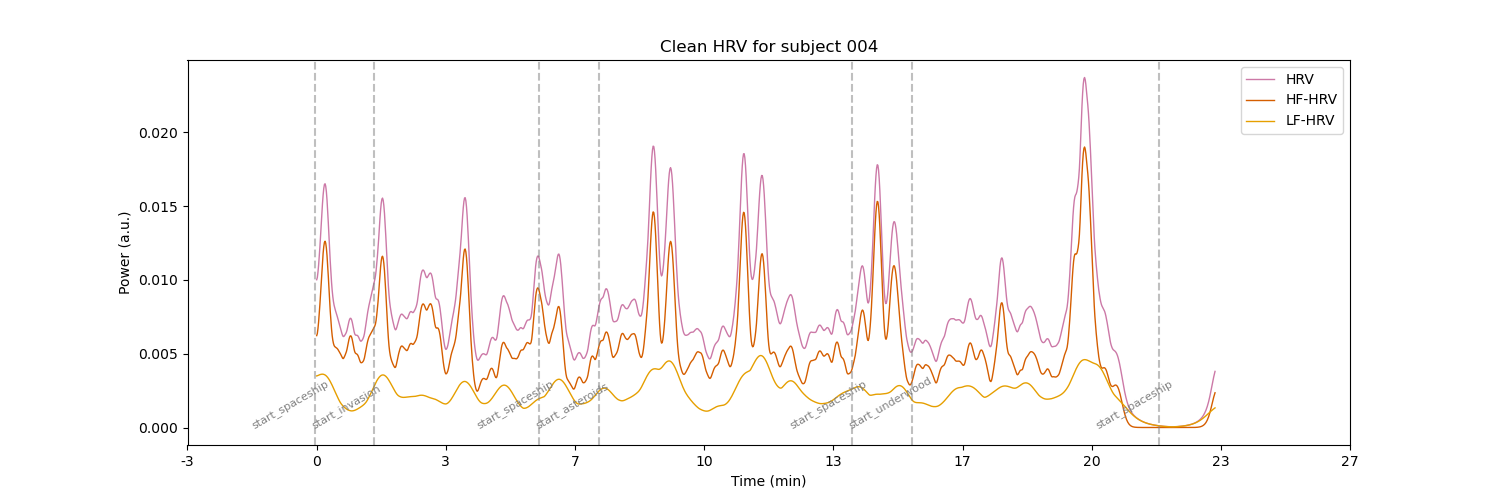 Clean HRV for subject 004
HRV
HF-HRV
LF-HRV
Power (a.u.)
0.020
0.015
0.010
0.005
0.000
start_spaceship
start_invasion
start_spaceship
start_asteroids
start_spaceship
start_underwood
start_spaceship
-3
0
3
7
10
13
17
20
23
27
Time (min)